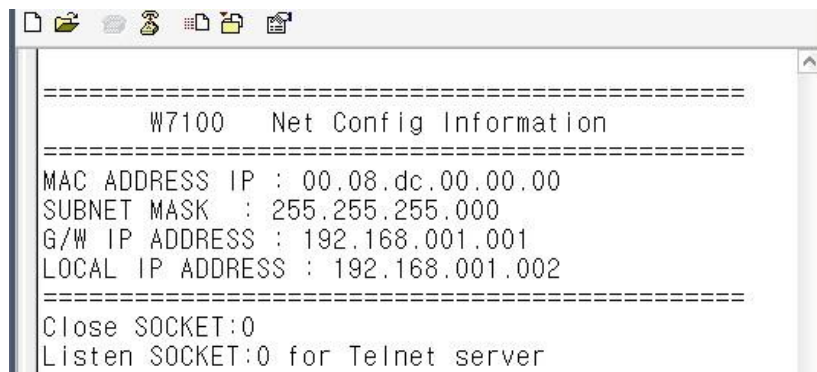 ==============================================
W7100 Net Config Information
==============================================
MAC ADDRESS IP : 00.08.dc.00.00.00
SUBNET MASK : 255.255.255.000
G/W IP ADDRESS : 192.168.001.001
LOCAL IP ADDRESS : 192.168.001.002
==============================================
Close SOCKET:0
Listen SOCKET:0 for Telnet server